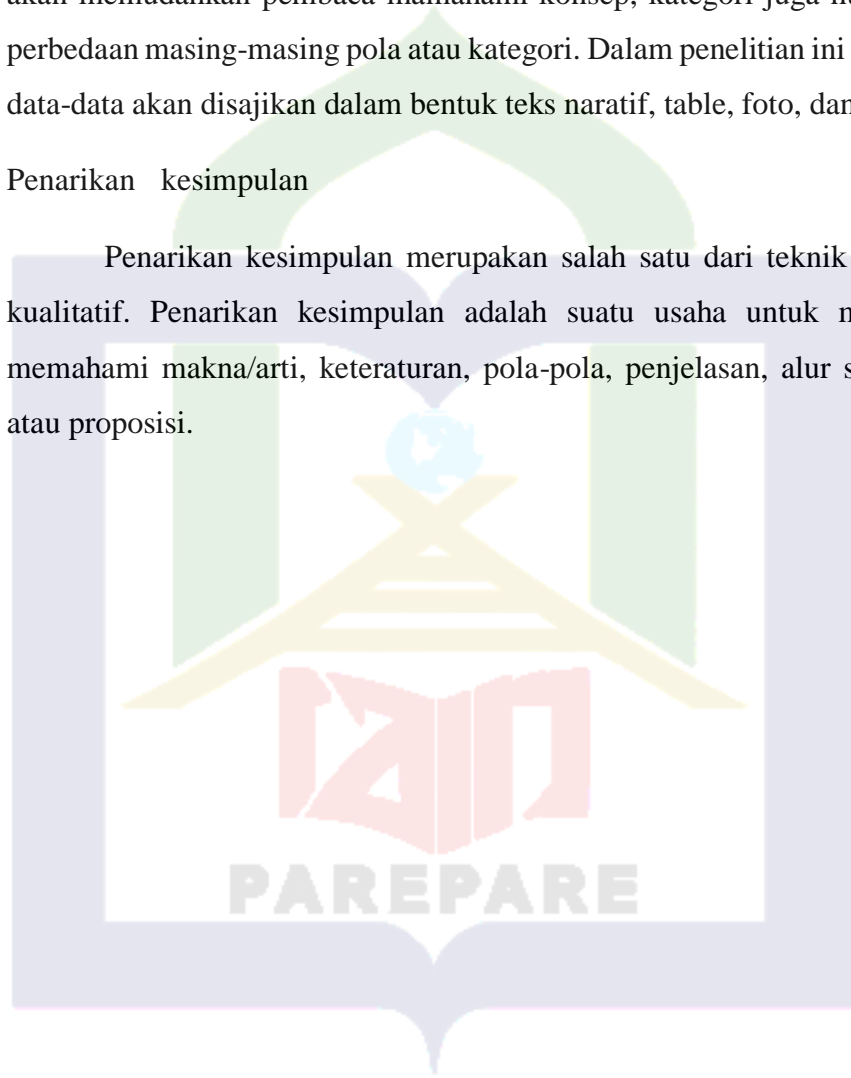 akan memudahkan pembaca mamahami konsep, kategori juga
perbedaan masing-masing pola atau kategori. Dalam penelitian ini
data-data akan disajikan dalam bentuk teks naratif, table, foto, dan
Penarikan kesimpulan
Penarikan kesimpulan merupakan salah satu dari teknik
kualitatif. Penarikan kesimpulan adalah suatu usaha untuk
memahami makna/arti, keteraturan, pola-pola, penjelasan, alur
atau proposisi.
iain
PAREPARE